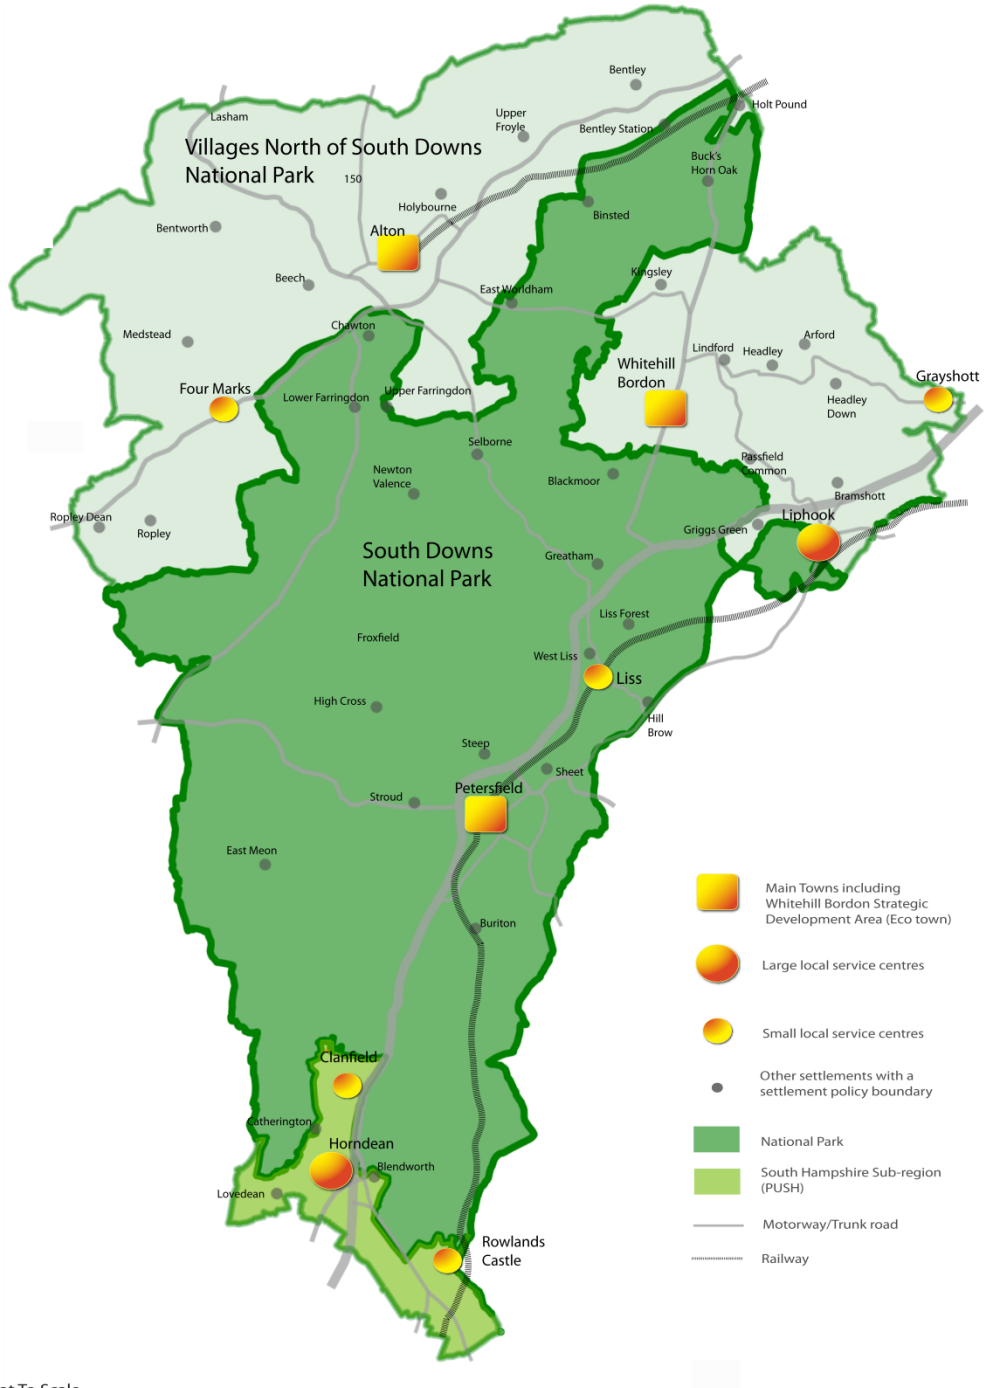 Bentley
Holt Pound
Lasham
Upper
Froyle
Bentley Station
Villages North of South Downs
National Park
150
Buck's
Horn Oak
Holybourne
Binsted
Bentworth
Alton
Beech
Kingsley
East Worldham
Chawton
Medstead
Arford
Lindford
Headley
Whitehill
Bordon
Grayshott
Four Marks
Lower Farringdon
Upper Farringdon
Headley
Down
Selborne
Passfield
Common
Newton
Valence
Blackmoor
Bramshott
Ropley Dean
Ropley
Liphook
Griggs Green
South Downs
National Park
Greatham
Liss Forest
Froxfield
West Liss
Liss
High Cross
Hill
Brow
Steep
Sheet
Petersfield
Stroud
East Meon
Buriton
Main Towns including
Whitehill Bordon Strategic
Development Area (Eco town)
Large local service centres
Small local service centres
Clanfield
Other settlements with a
settlement policy boundary
Catherington
Horndean
National Park
Blendworth
Lovedean
South Hampshire Sub-region
(PUSH)
Motorway/Trunk road
Rowlands
Castle
Railway
To Scale